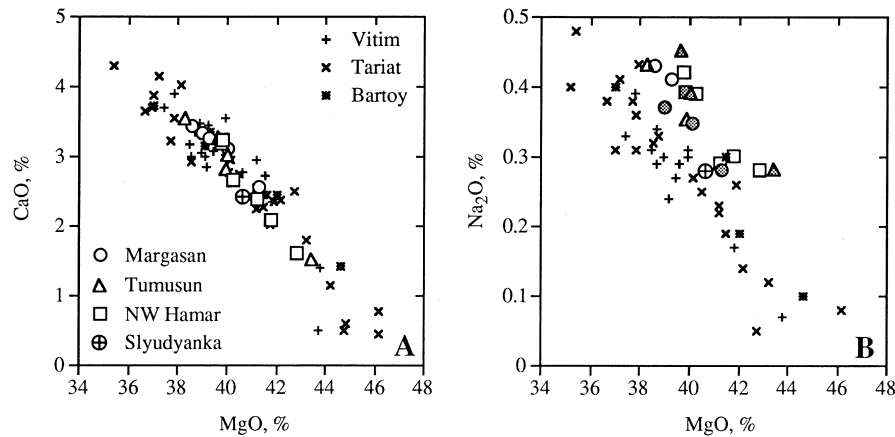 5
4
3
2
1
0
CaO, %
Vitim
Tariat
Bartoy
Margasan
Tumusun
NW Hamar
Slyudyanka
A
34 36 38 40 42 44 46 48
MgO, %
0.5
0.4
0.3
0.2
0.1
0
Na₂O, %
B
34 36 38 40 42 44 46 48
MgO, %